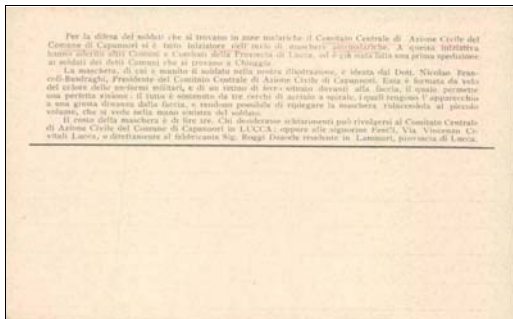 Per la difesa dei soldati che si trovano in zone malariche il Comitato Centrale di Azione Civile del
Comune di Capannori si è fatto iniziatore dell'invio di maschere antimalariche. A questa iniziativa
hanno aderito altri Comuni e Comitati della Provincia di Lucca, ed è già stata fatta una prima spedizione
ai soldati dei detti Comuni che si trovano a Chioggia.
La maschera, di cui è munito il soldato nella nostra illustrazione, è ideata dal Dott. Nicolao
Presidente del Comitato Centrale di Azione Civile di Capannori. Essa è formata da velo
del colore delle uniformi militari, e di un retino di davanti alla faccia, il quale permette
una perfetta visione: il tutto è sostenuto da tre cerchi di acciaio a spirale, i quali tengono l'apparecchio
a una giusta distanza dalla faccia, e rendono possibile di ripiegare la maschera riducendola al piccolo
volume, che si vede nella mano sinistra del soldato.
Il costo della maschera è di lire tre. Chi desiderasse schiarimenti può rivolgersi al Comitato Centrale
di Azione Civile del Comune di Capannori in LUCCA: oppure alle signorine Via Vincenzo Ci-
vitali Lucca, o direttamente al fabbricante Sig. residente in Lammari, provincia di Lucca.